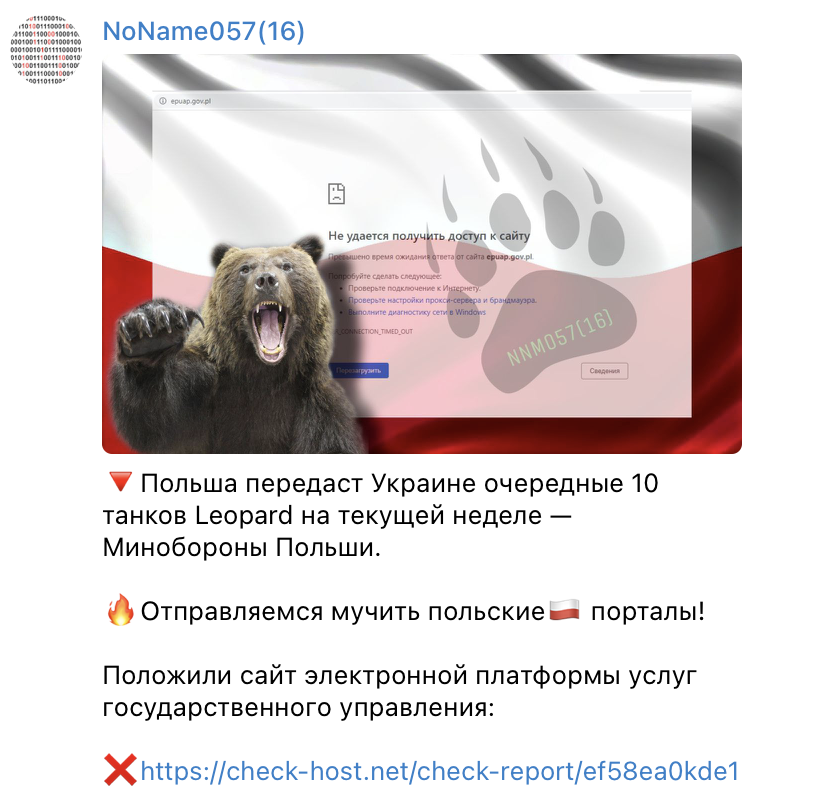 NoName057(16)
epuap.gov.pl
Не удается получить доступ к сайту
Превышено время ожидания ответа от сайта epuap.gov.pl.
Попробуйте сделать следующее:
Проверьте подключение к Интернету.
Проверьте настройки прокси-сервера и брандмауэра.
Выполните диагностику сети в Windows
_CONNECTION_TIMED_OUT
Перезагрузить
Сведения
NNM057(16)
🔻Польша передаст Украине очередные 10
танков Leopard на текущей неделе —
Минобороны Польши.
🔥Отправляемся мучить польские🇵🇱 порталы!
Положили сайт электронной платформы услуг
государственного управления:
❌https://check-host.net/check-report/ef58ea0kde1